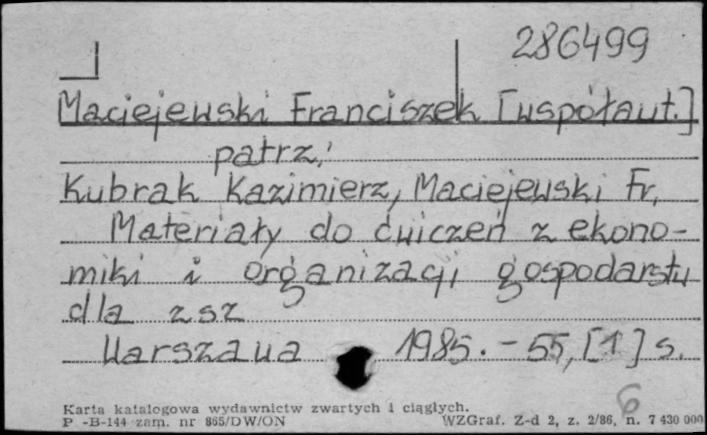 286499
Maciejewski Franciszek [współaut.]
patrz:
Kubrak Kazimierz, Maciejewski Fr.
Materiały do ćwiczeń z ekono-
miki i organizacji gospodarstw
dla zsz
Warszawa 1985. - 55, [1] s.
6
Karta katalogowa wydawnictw zwartych i ciągłych.
P -B-144 zam. nr 865/DW/ON WZGraf. Z-d 2, z. 2/86, n. 7 430 000